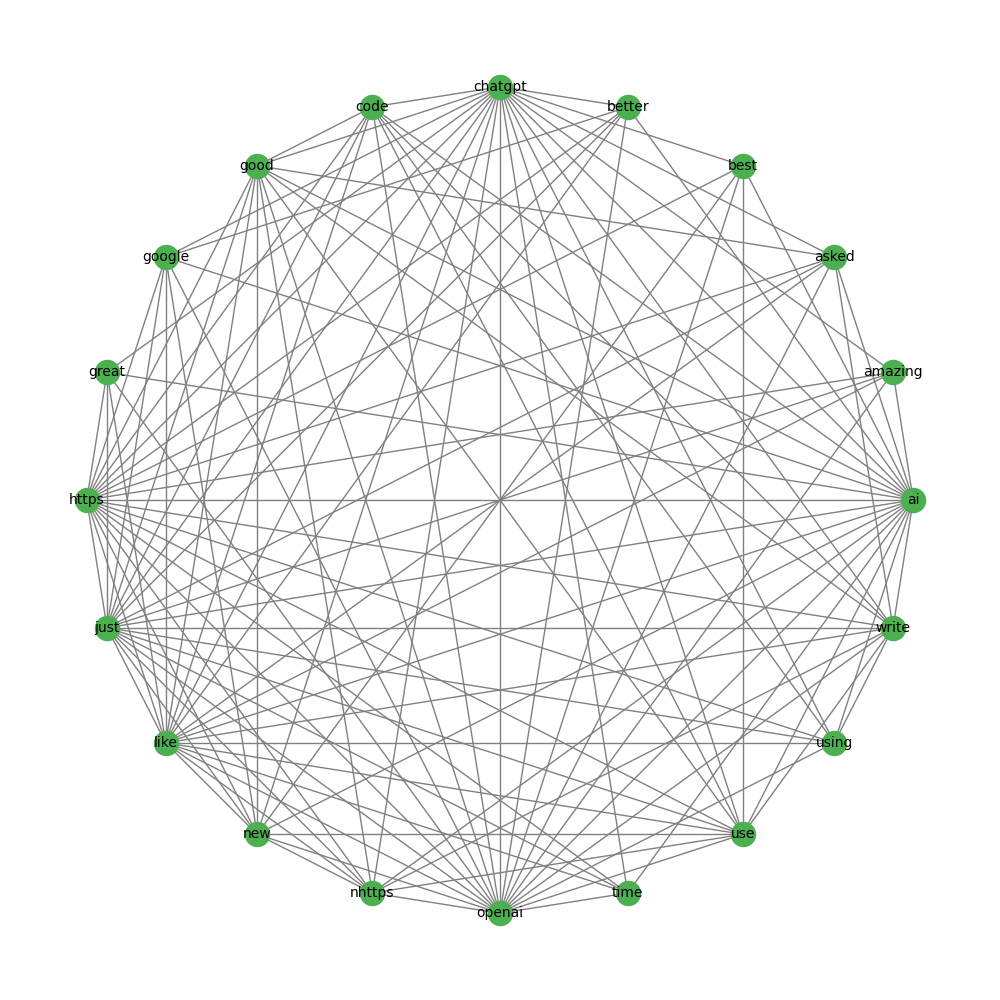 chatgpt
code
better
good
best
google
asked
great
amazing
https
ai
just
write
like
using
new
use
nhttps
time
openai